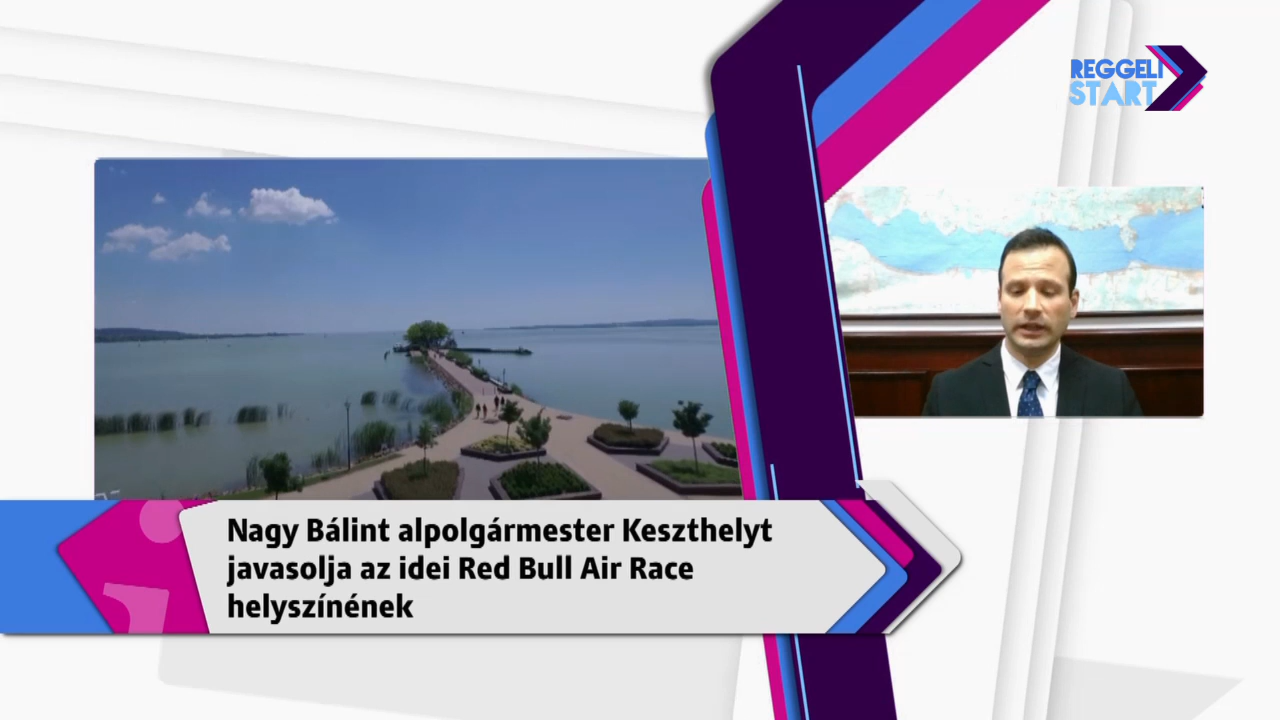 REGGELI
START
Nagy Bálint alpolgármester Keszthelyt
javasolja az idei Red Bull Air Race
helyszínének